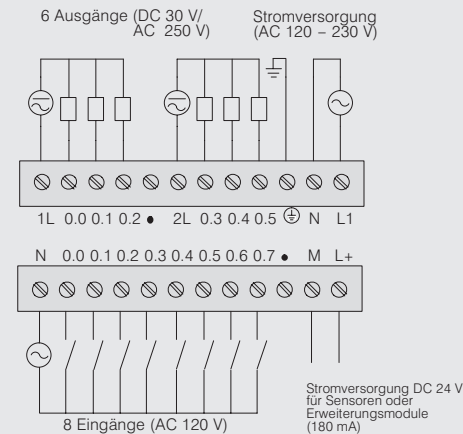 6 Ausgänge (DC 30 V/
AC 250 V)
Stromversorgung
(AC 120 – 230 V)
1L 0.0 0.1 0.2 • 2L 0.3 0.4 0.5 N L1
N 0.0 0.1 0.2 0.3 0.4 0.5 0.6 0.7 • M L+
8 Eingänge (AC 120 V)
Stromversorgung DC 24 V
für Sensoren oder
Erweiterungsmodule
(180 mA)